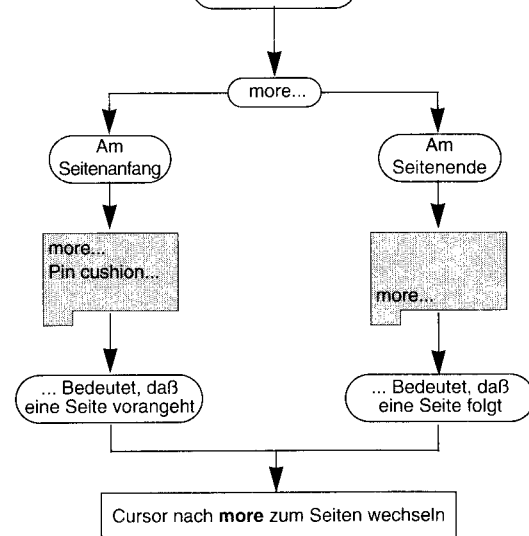 more...
Am
Seitenanfang
Am
Seitenende
more...
Pin cushion...
more...
... Bedeutet, daß
eine Seite vorangeht
... Bedeutet, daß
eine Seite folgt
Cursor nach more zum Seiten wechseln